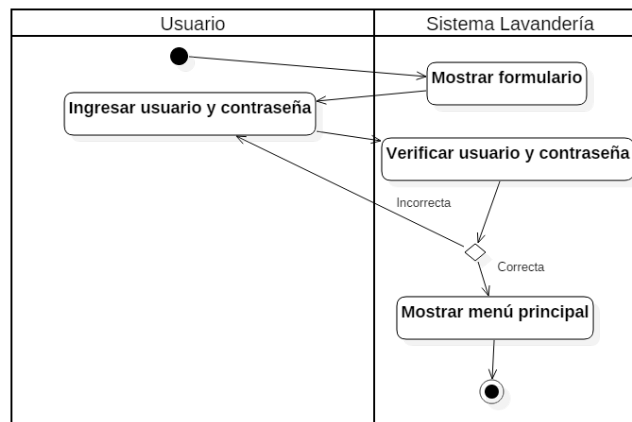 Usuario
Sistema Lavandería
Mostrar formulario
Ingresar usuario y contraseña
Verificar usuario y contraseña
Incorrecta
Correcta
Mostrar menú principal